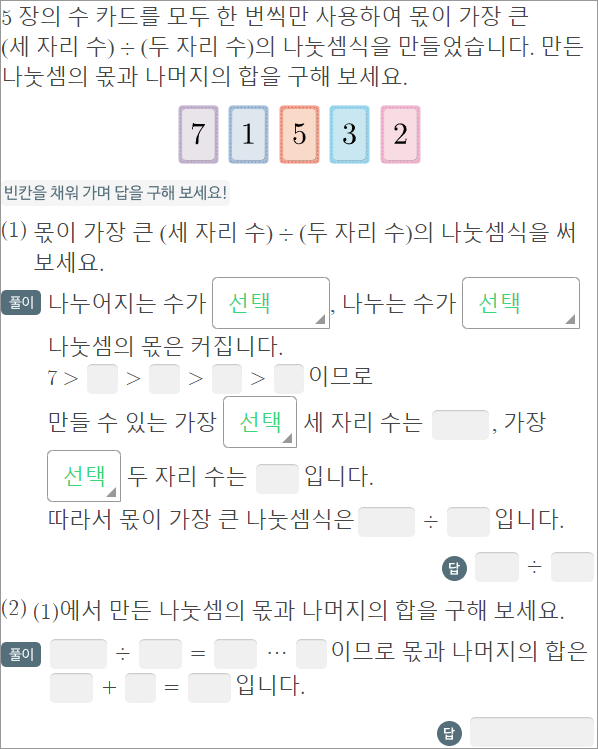 5 장의 수 카드를 모두 한 번씩만 사용하여 몫이 가장 큰
(세 자리 수) ÷ (두 자리 수)의 나눗셈식을 만들었습니다. 만든
나눗셈의 몫과 나머지의 합을 구해 보세요.
7 1 5 3 2
빈칸을 채워 가며 답을 구해 보세요!
(1) 몫이 가장 큰 (세 자리 수) ÷ (두 자리 수)의 나눗셈식을 써
보세요.
풀이 나누어지는 수가 선택 , 나누는 수가 선택
나눗셈의 몫은 커집니다.
7 > > > > 이므로
만들 수 있는 가장 선택 세 자리 수는 , 가장
선택 두 자리 수는 입니다.
따라서 몫이 가장 큰 나눗셈식은 ÷ 입니다.
답 ÷
(2) (1)에서 만든 나눗셈의 몫과 나머지의 합을 구해 보세요.
풀이 ÷ = ⋯ 이므로 몫과 나머지의 합은
+ = 입니다.
답